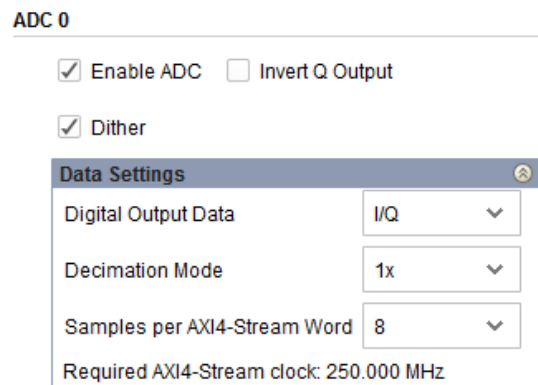 ADC 0
Enable ADC Invert Q Output
Dither
Data Settings
Digital Output Data I/Q
Decimation Mode 1x
Samples per AXI4-Stream Word 8
Required AXI4-Stream clock: 250.000 MHz